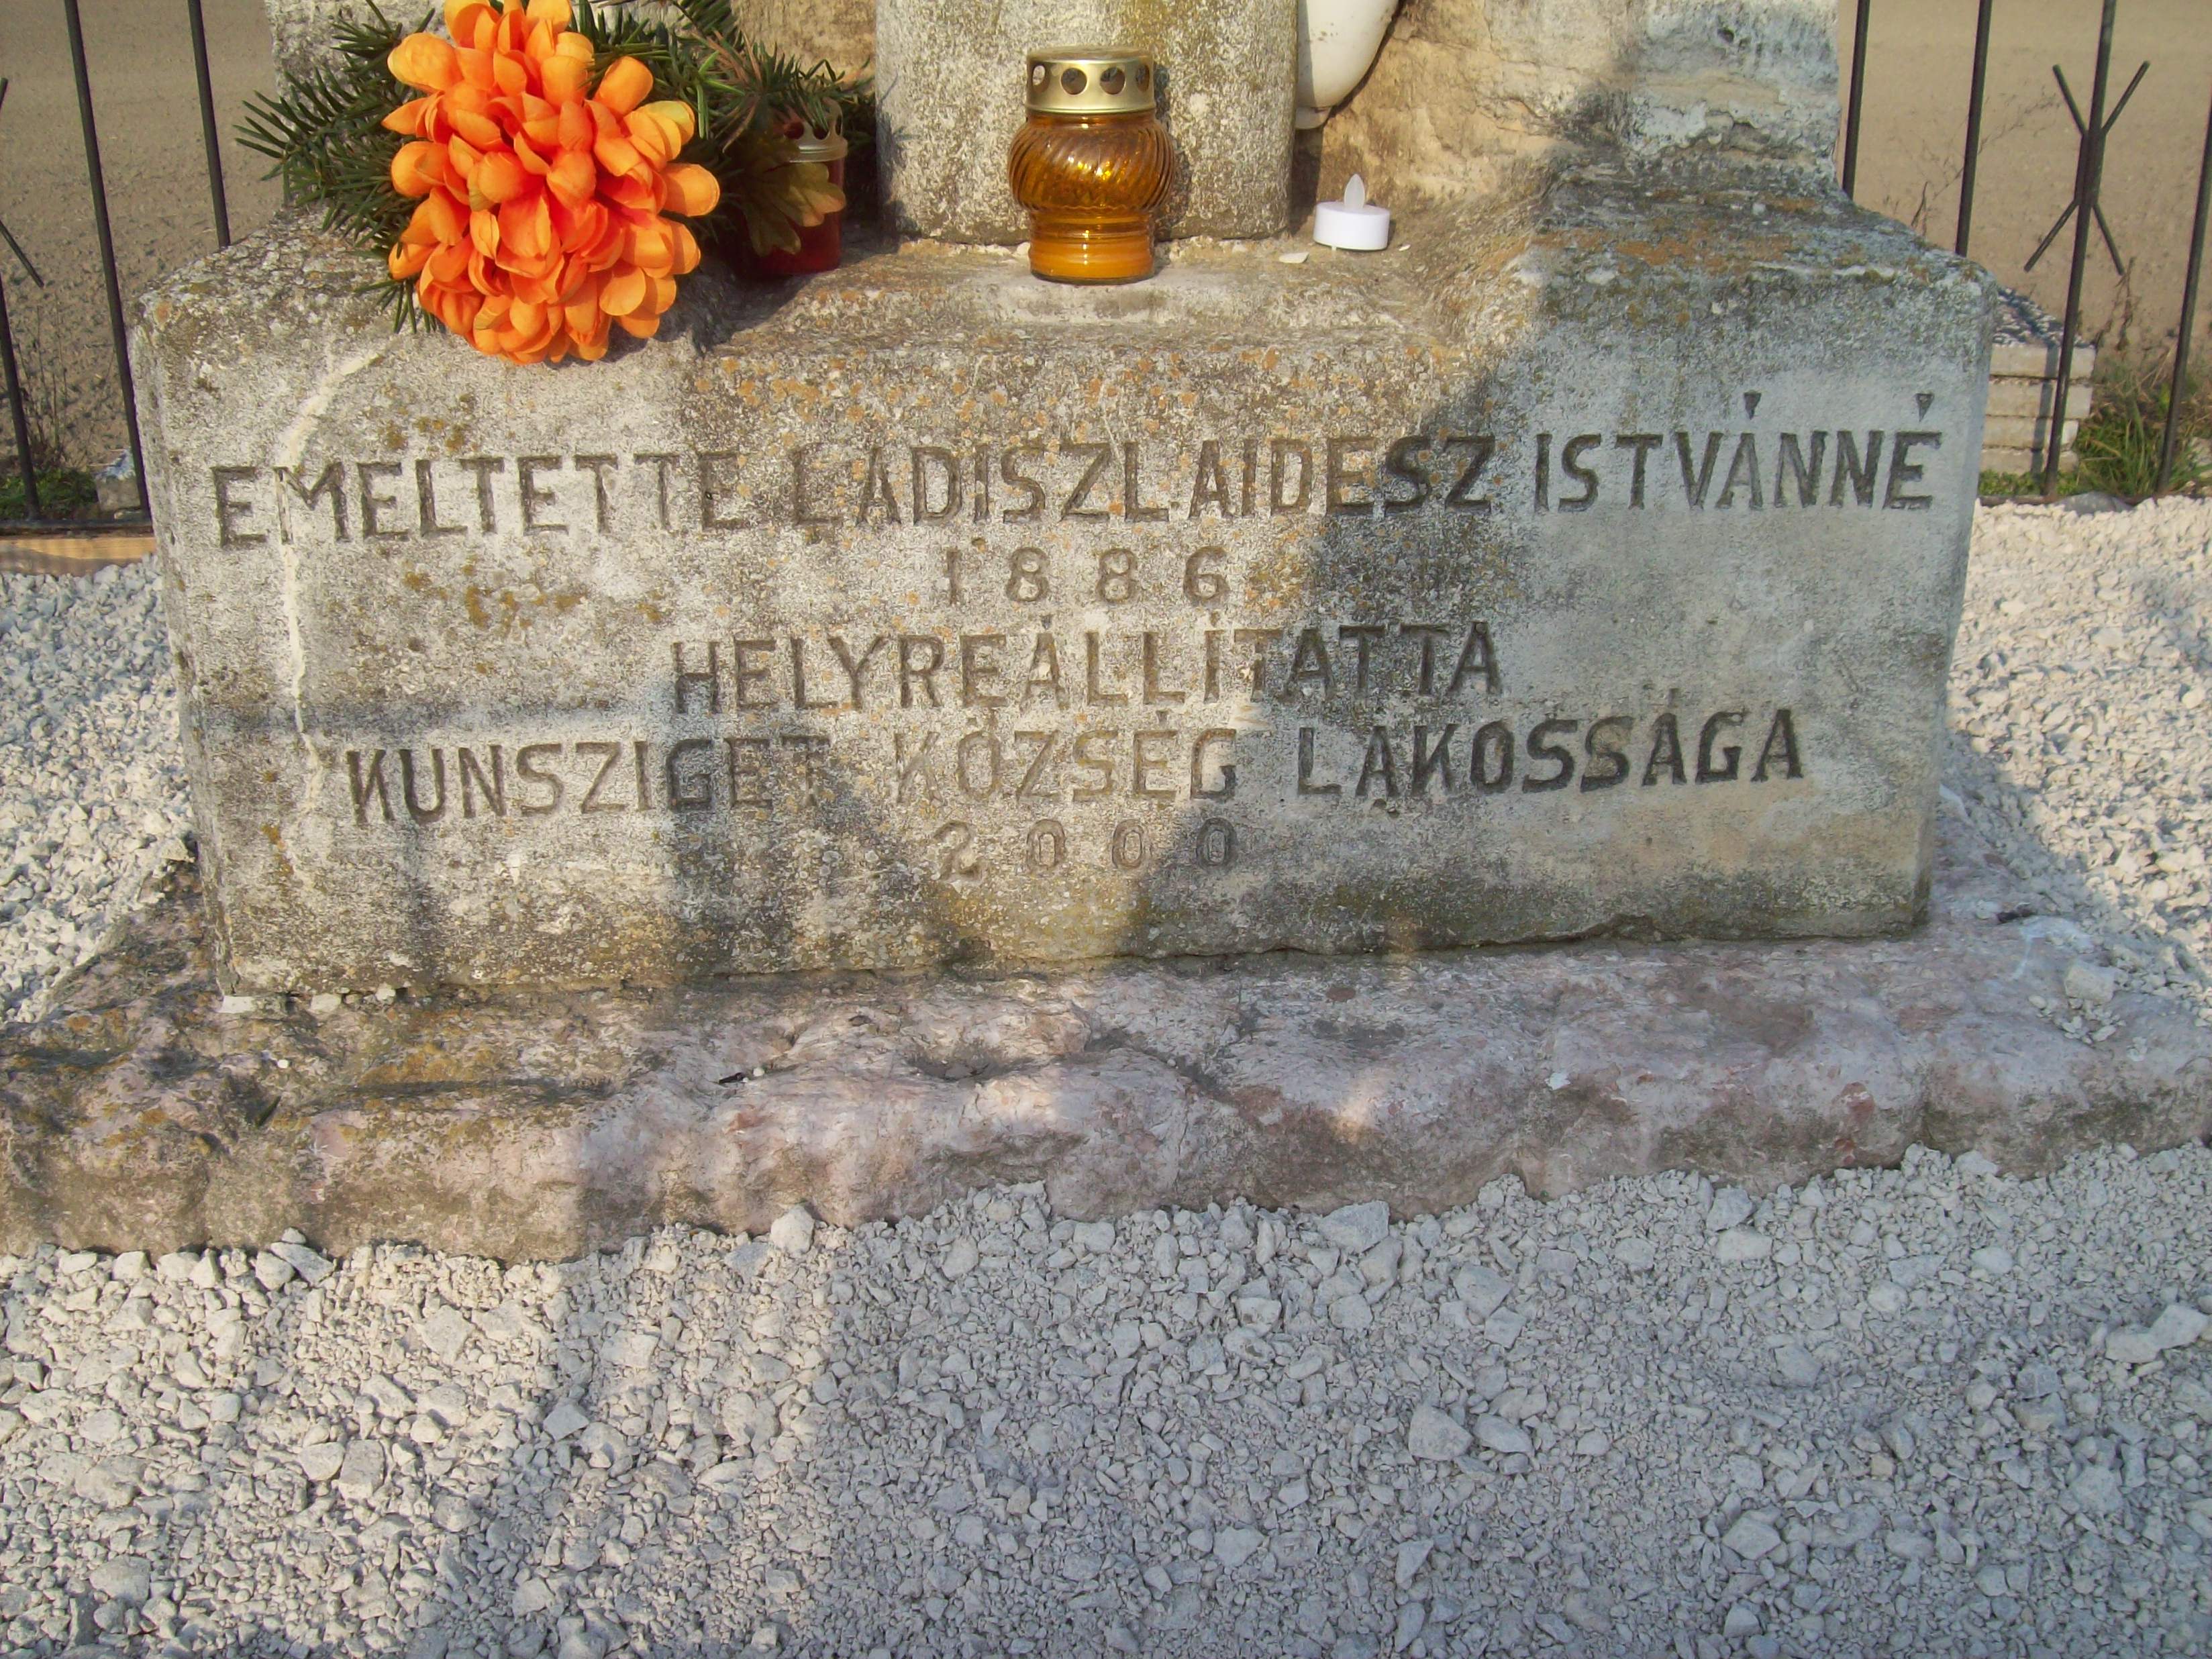 EMELTETTE LADISZLAIDESZ ISTVÁNNÉ
1886
HELYREÁLLÍTATTA
KUNSZIGET KÖZSÉG LAKOSSÁGA
2000